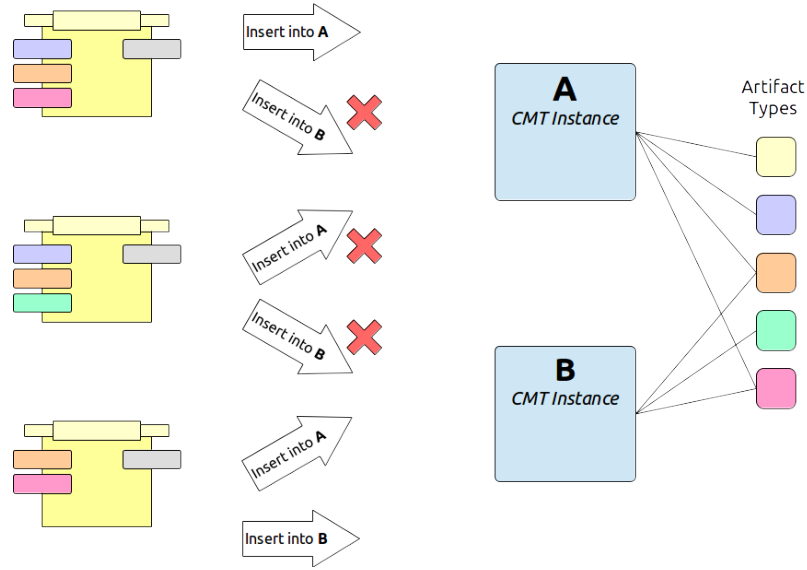 Insert into A
Insert into B
Insert into A
Insert into B
Insert into A
Insert into B
A
CMT Instance
B
CMT Instance
Artifact
Types